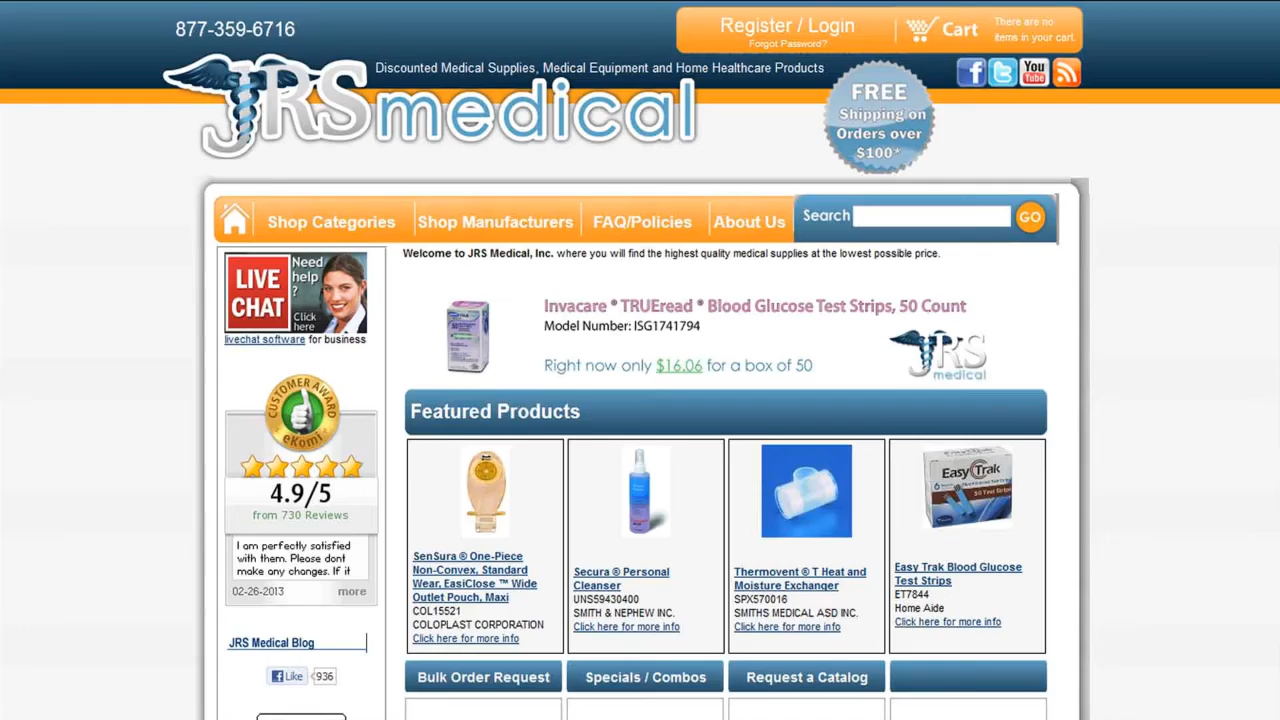 877-359-6716
Register / Login
Forgot Password?
Cart
There are no
items in your cart.
Discounted Medical Supplies, Medical Equipment and Home Healthcare Products
You
Tube
JRSmedical
FREE
Shipping on
Orders over
$100*
Shop Categories
Shop Manufacturers
FAQ/Policies
About Us
Search
GO
LIVE
CHAT
Need
help
?
Click
here
livechat software for business
Welcome to JRS Medical, Inc. where you will find the highest quality medical supplies at the lowest possible price.
Invacare ® TRUEread ® Blood Glucose Test Strips, 50 Count
Model Number: ISG1741794
Right now only $16.06 for a box of 50
JRS
medical
CUSTOMER AWARD
eKomi
4.9/5
from 730 Reviews
I am perfectly satisfied
with them. Please dont
make any changes. If it
02-26-2013
more
JRS Medical Blog
Like
936
Featured Products
SenSura ® One-Piece
Non-Convex, Standard
Wear, EasiClose ™ Wide
Outlet Pouch, Maxi
COL15521
COLOPLAST CORPORATION
Click here for more info
Secura ® Personal
Cleanser
UNS59430400
SMITH & NEPHEW INC.
Click here for more info
Thermovent ® T Heat and
Moisture Exchanger
SPX570016
SMITHS MEDICAL ASD INC.
Click here for more info
Easy Trak
50 Test Strips
Easy Trak Blood Glucose
Test Strips
ET7844
Home Aide
Click here for more info
Bulk Order Request
Specials / Combos
Request a Catalog